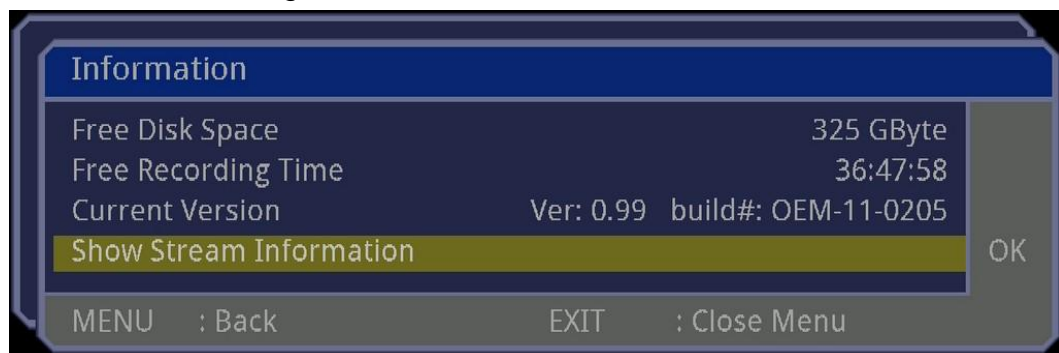 Information
Free Disk Space 325 GByte
Free Recording Time 36:47:58
Current Version Ver: 0.99 build#: OEM-11-0205
Show Stream Information
OK
MENU : Back EXIT : Close Menu